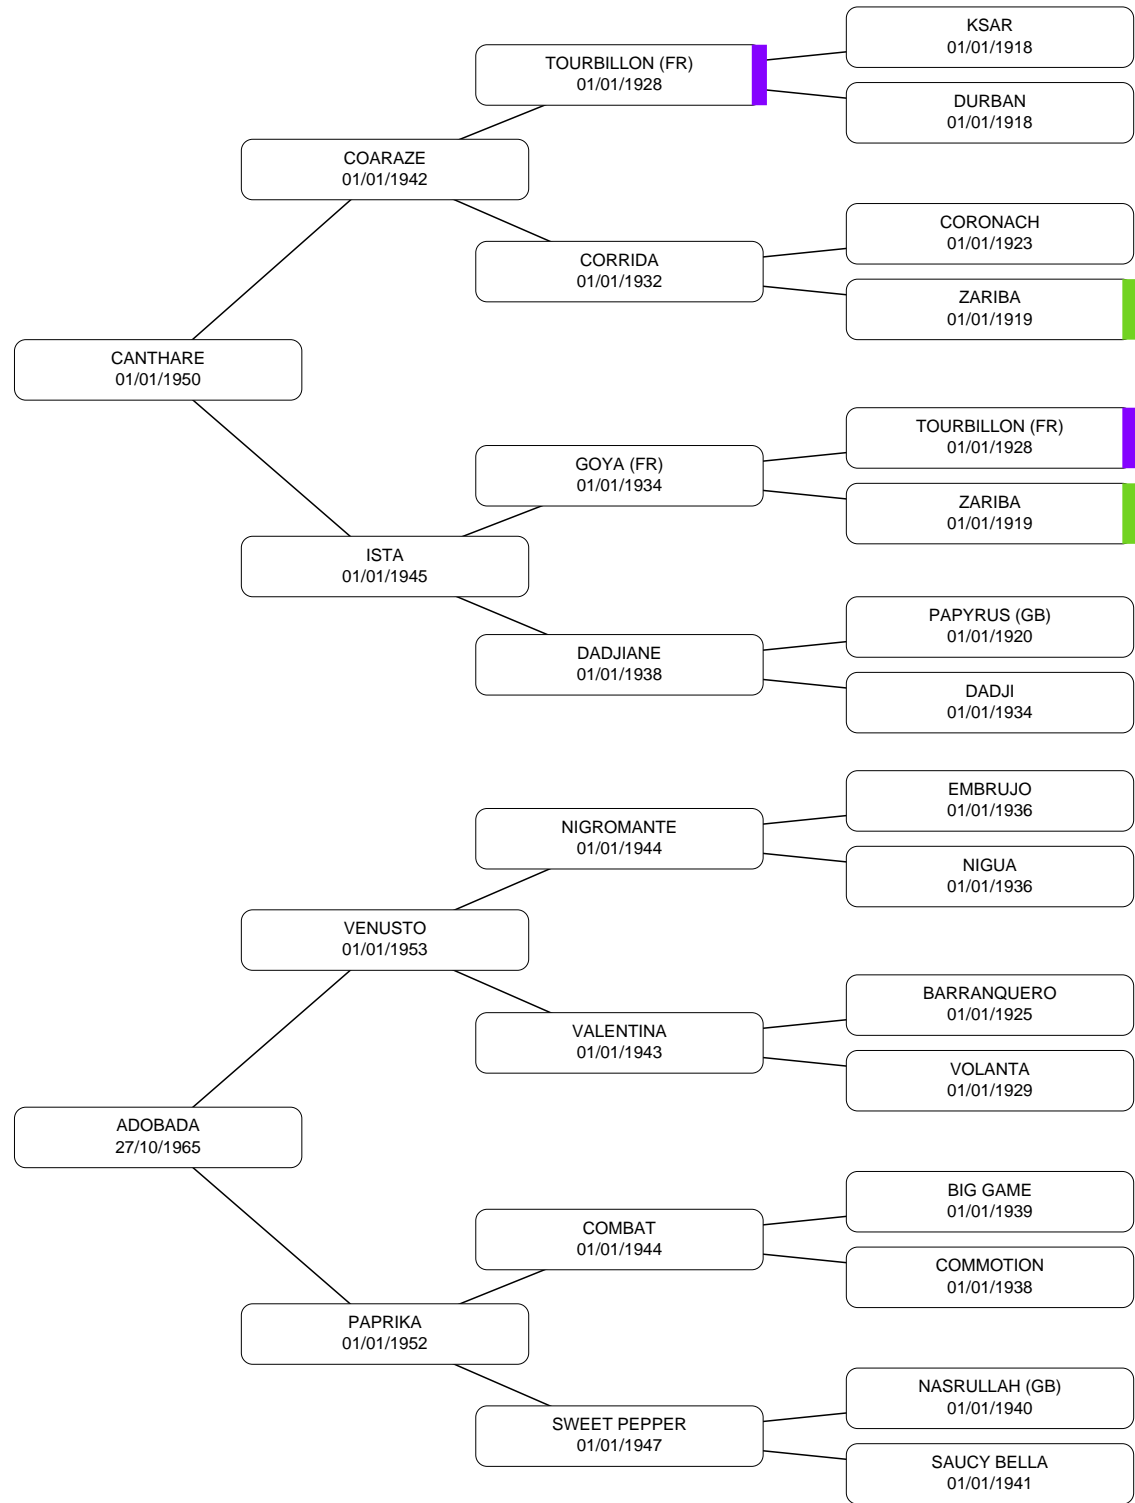 KSAR
01/01/1918
TOURBILLON (FR)
01/01/1928
DURBAN
01/01/1918
COARAZE
01/01/1942
CORONACH
01/01/1923
CORRIDA
01/01/1932
ZARIBA
01/01/1919
CANTHARE
01/01/1950
TOURBILLON (FR)
01/01/1928
GOYA (FR)
01/01/1934
ZARIBA
01/01/1919
ISTA
01/01/1945
PAPYRUS (GB)
01/01/1920
DADJIANE
01/01/1938
DADJI
01/01/1934
EMBRUJO
01/01/1936
NIGROMANTE
01/01/1944
NIGUA
01/01/1936
VENUSTO
01/01/1953
BARRANQUERO
01/01/1925
VALENTINA
01/01/1943
VOLANTA
01/01/1929
ADOBADA
27/10/1965
BIG GAME
01/01/1939
COMBAT
01/01/1944
COMMOTION
01/01/1938
PAPRIKA
01/01/1952
NASRULLAH (GB)
01/01/1940
SWEET PEPPER
01/01/1947
SAUCY BELLA
01/01/1941